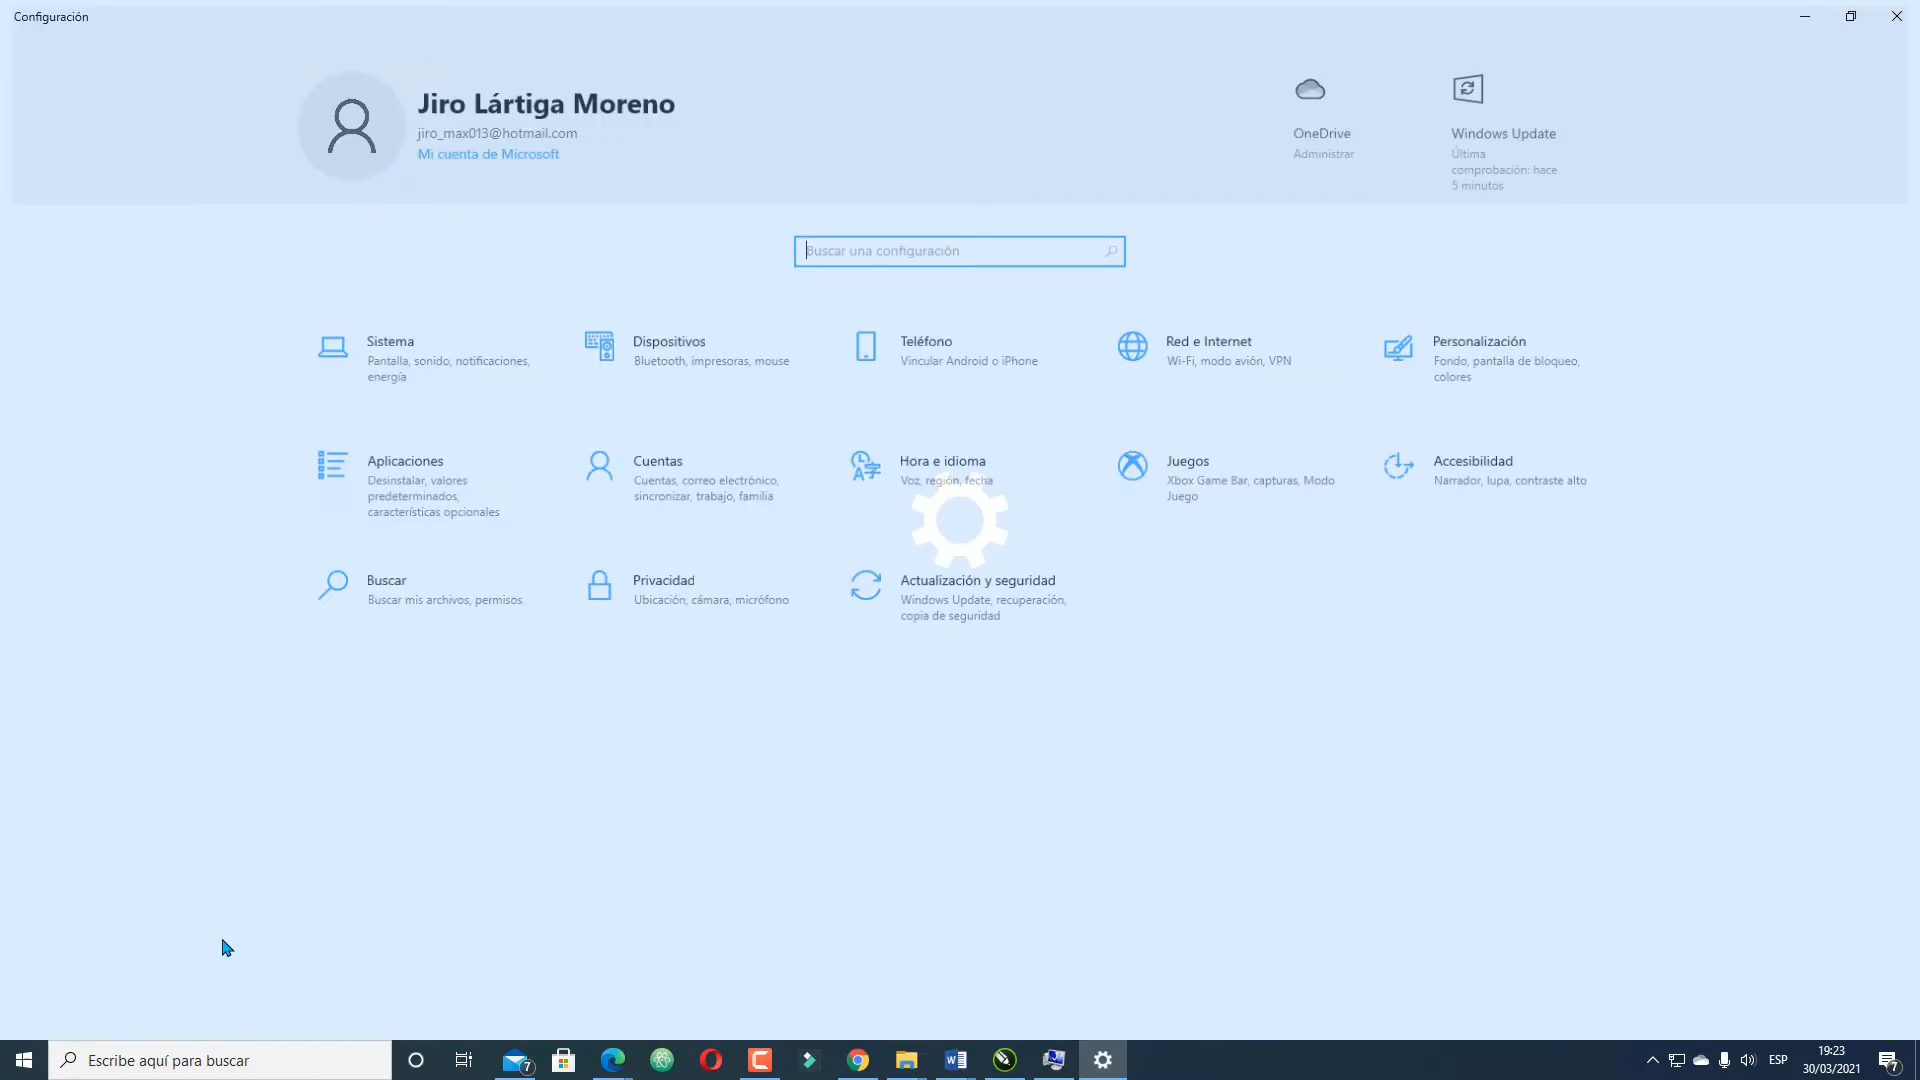 Configuración
Jiro Lártiga Moreno
jiro_max013@hotmail.com
Mi cuenta de Microsoft
OneDrive
Administrar
Windows Update
Última
comprobación: hace
5 minutos
Buscar una configuración
Sistema
Pantalla, sonido, notificaciones,
energía
Dispositivos
Bluetooth, impresoras, mouse
Teléfono
Vincular Android o iPhone
Red e Internet
Wi-Fi, modo avión, VPN
Personalización
Fondo, pantalla de bloqueo,
colores
Aplicaciones
Desinstalar, valores
predeterminados,
características opcionales
Cuentas
Cuentas, correo electrónico,
sincronizar, trabajo, familia
Hora e idioma
Voz, región, fecha
Juegos
Xbox Game Bar, capturas, Modo
Juego
Accesibilidad
Narrador, lupa, contraste alto
Buscar
Buscar mis archivos, permisos
Privacidad
Ubicación, cámara, micrófono
Actualización y seguridad
Windows Update, recuperación,
copia de seguridad
Escribe aquí para buscar
7
ESP
19:23
30/03/2021
7